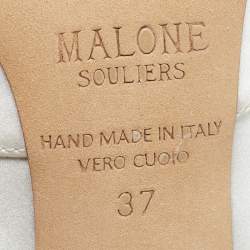 MALONE
SOULIERS
HAND MADE IN ITALY
VERO CUOIO
37